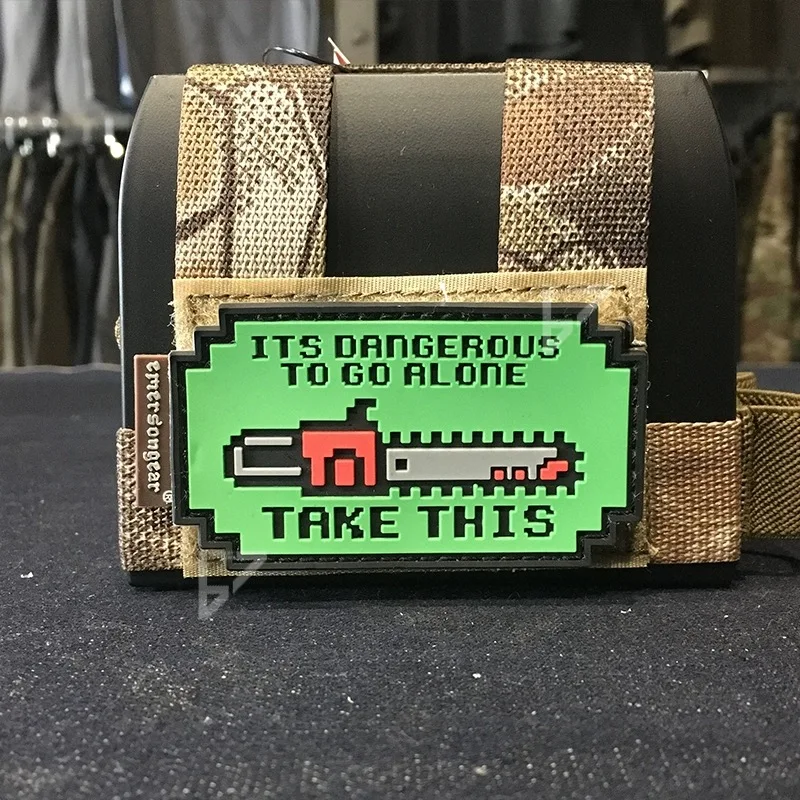 ITS DANGEROUS
TO GO ALONE
TAKE THIS
emersongear®